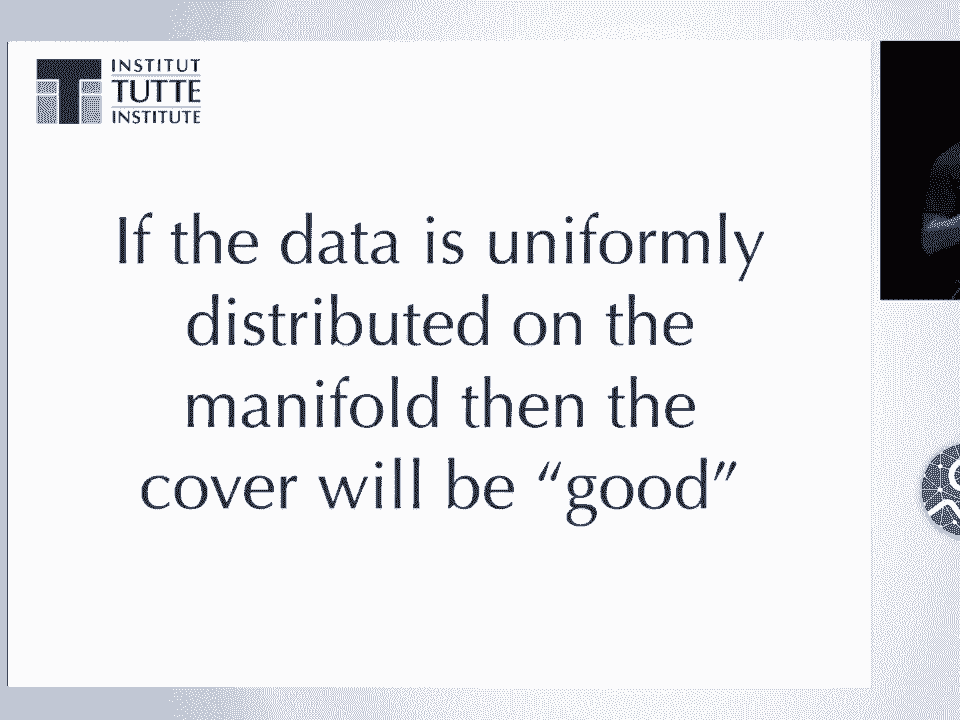 INSTITUT
TUTTE
INSTITUTE
If the data is uniformly
distributed on the
manifold then the
cover will be “good”